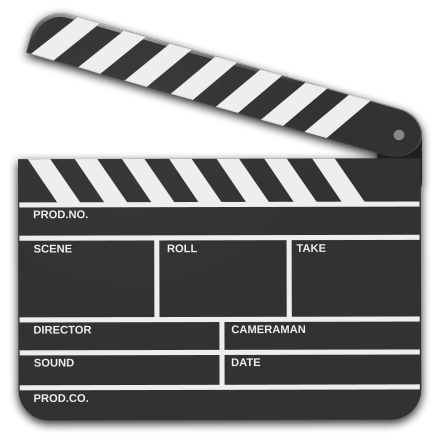 PROD.NO.
SCENE ROLL TAKE
DIRECTOR CAMERAMAN
SOUND DATE
PROD.CO.